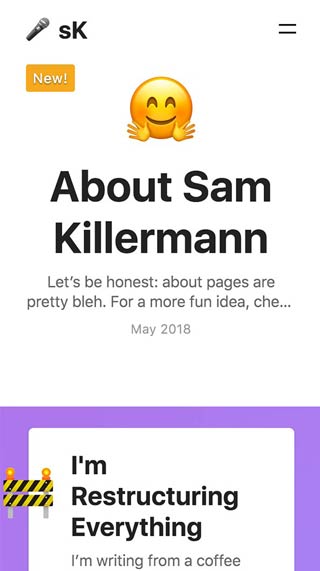 sK
New!
About Sam
Killermann
Let's be honest: about pages are
pretty bleh. For a more fun idea, che...
May 2018
I'm
Restructuring
Everything
I'm writing from a coffee